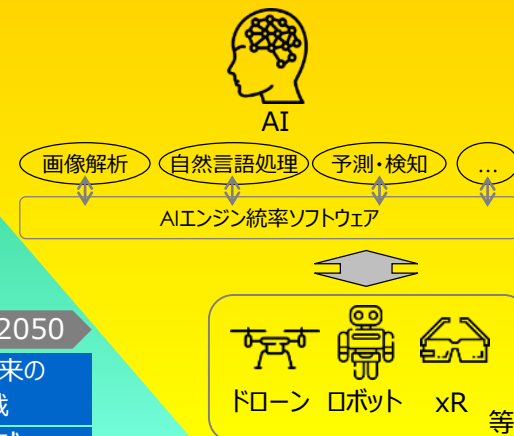 AI
画像解析 自然言語処理 予測・検知 …
AIエンジン統率ソフトウェア
2050
来の
ドローン ロボット xR
等